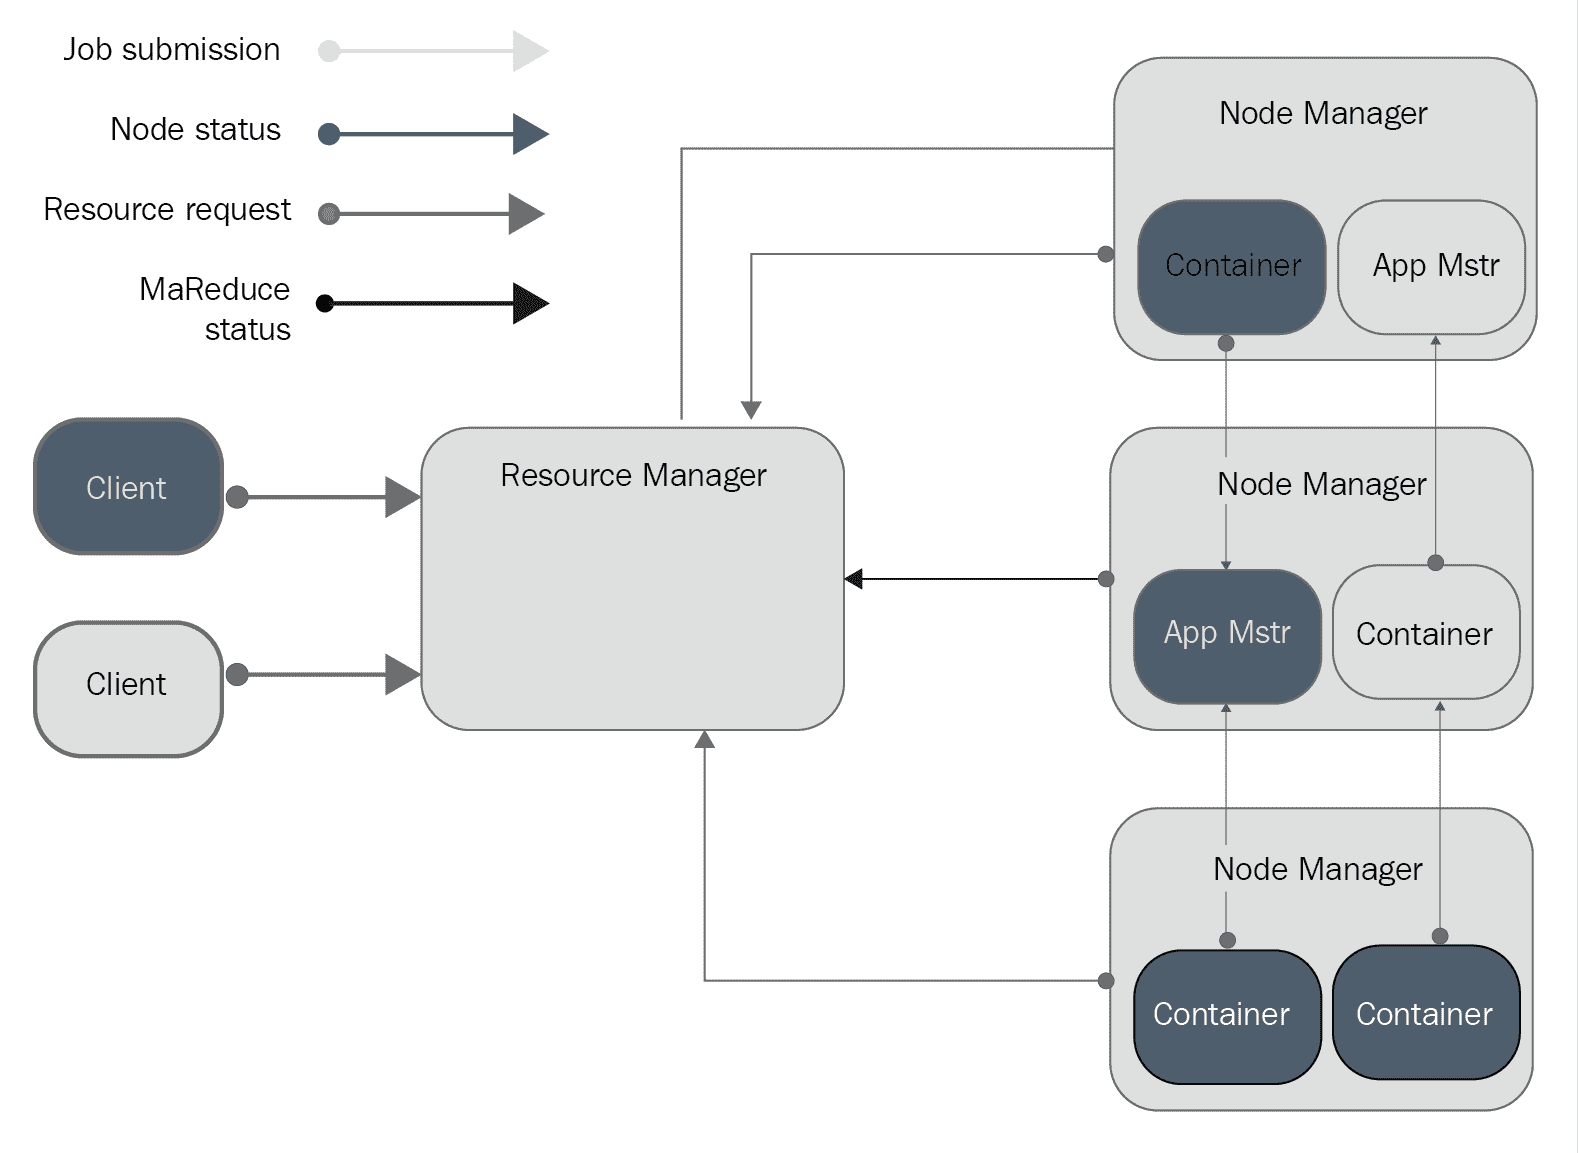 Job submission
Node status
Resource request
MaReduce
status
Node Manager
Container
App Mstr
Client
Resource Manager
Node Manager
App Mstr
Container
Client
Node Manager
Container
Container